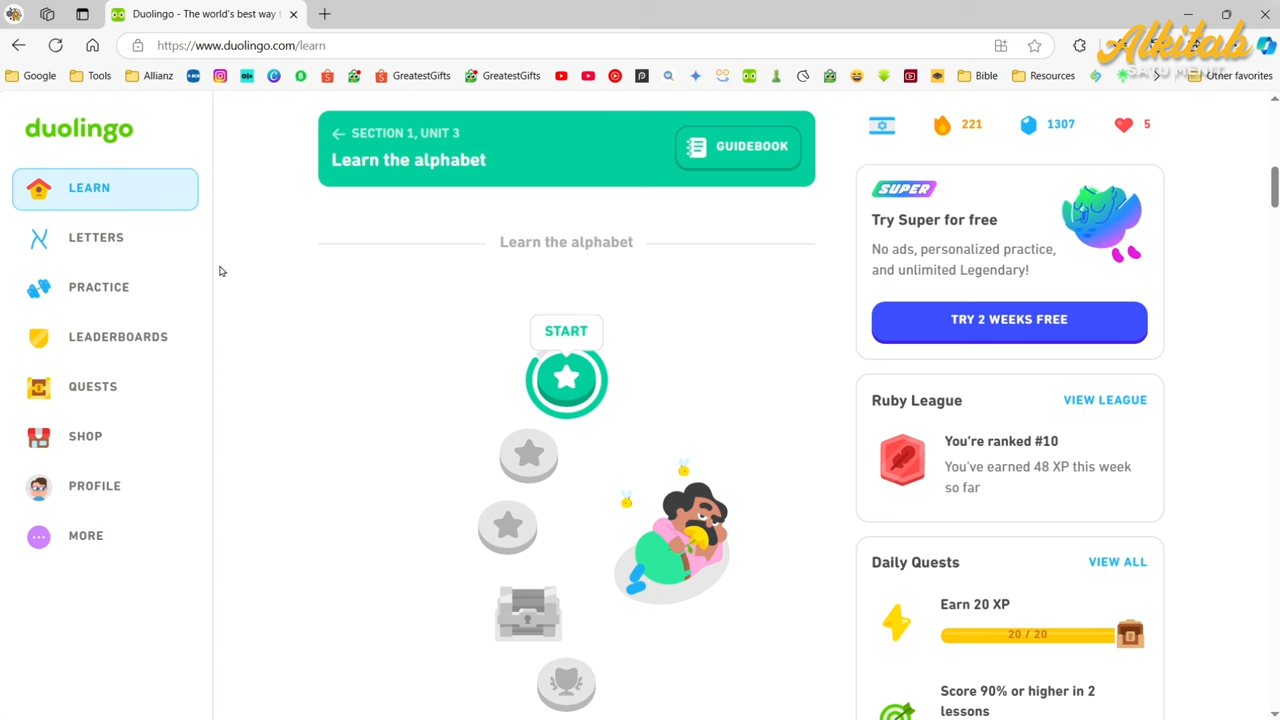 Duolingo - The world's best way t
https://www.duolingo.com/learn
Alkitab
SATU MENIT
Google
Tools
Allianz
GreatestGifts
GreatestGifts
Bible
Resources
Other favorites
duolingo
LEARN
LETTERS
PRACTICE
LEADERBOARDS
QUESTS
SHOP
PROFILE
MORE
SECTION 1, UNIT 3
Learn the alphabet
GUIDEBOOK
Learn the alphabet
START
221
1307
5
SUPER
Try Super for free
No ads, personalized practice,
and unlimited Legendary!
TRY 2 WEEKS FREE
Ruby League
VIEW LEAGUE
You're ranked #10
You've earned 48 XP this week
so far
Daily Quests
VIEW ALL
Earn 20 XP
20 / 20
Score 90% or higher in 2
lessons